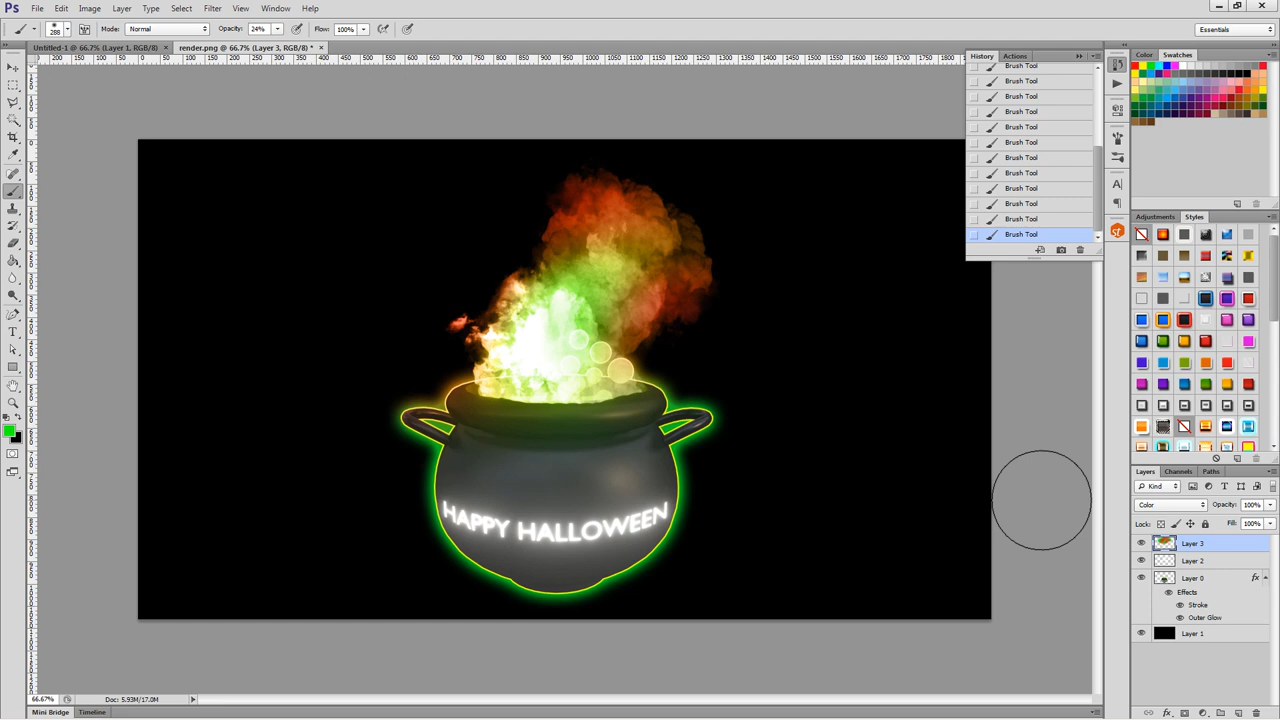 Ps File Edit Image Layer Type Select Filter View Window Help
288 Mode: Normal Opacity: 24% Flow: 100% Essentials
Untitled-1 @ 66.7% (Layer 1, RGB/8) × render.png @ 66.7% (Layer 3, RGB/8) * ×
History Actions
Brush Tool
Brush Tool
Brush Tool
Brush Tool
Brush Tool
Brush Tool
Brush Tool
Brush Tool
Brush Tool
Brush Tool
Brush Tool
Brush Tool
Color Swatches
Adjustments Styles
HAPPY HALLOWEEN
Layers Channels Paths
Kind
Color Opacity: 100%
Lock: Fill: 100%
Layer 3
Layer 2
Layer 0 fx
Effects
Stroke
Outer Glow
Layer 1
66.67% Doc: 5.93M/17.0M
Mini Bridge Timeline